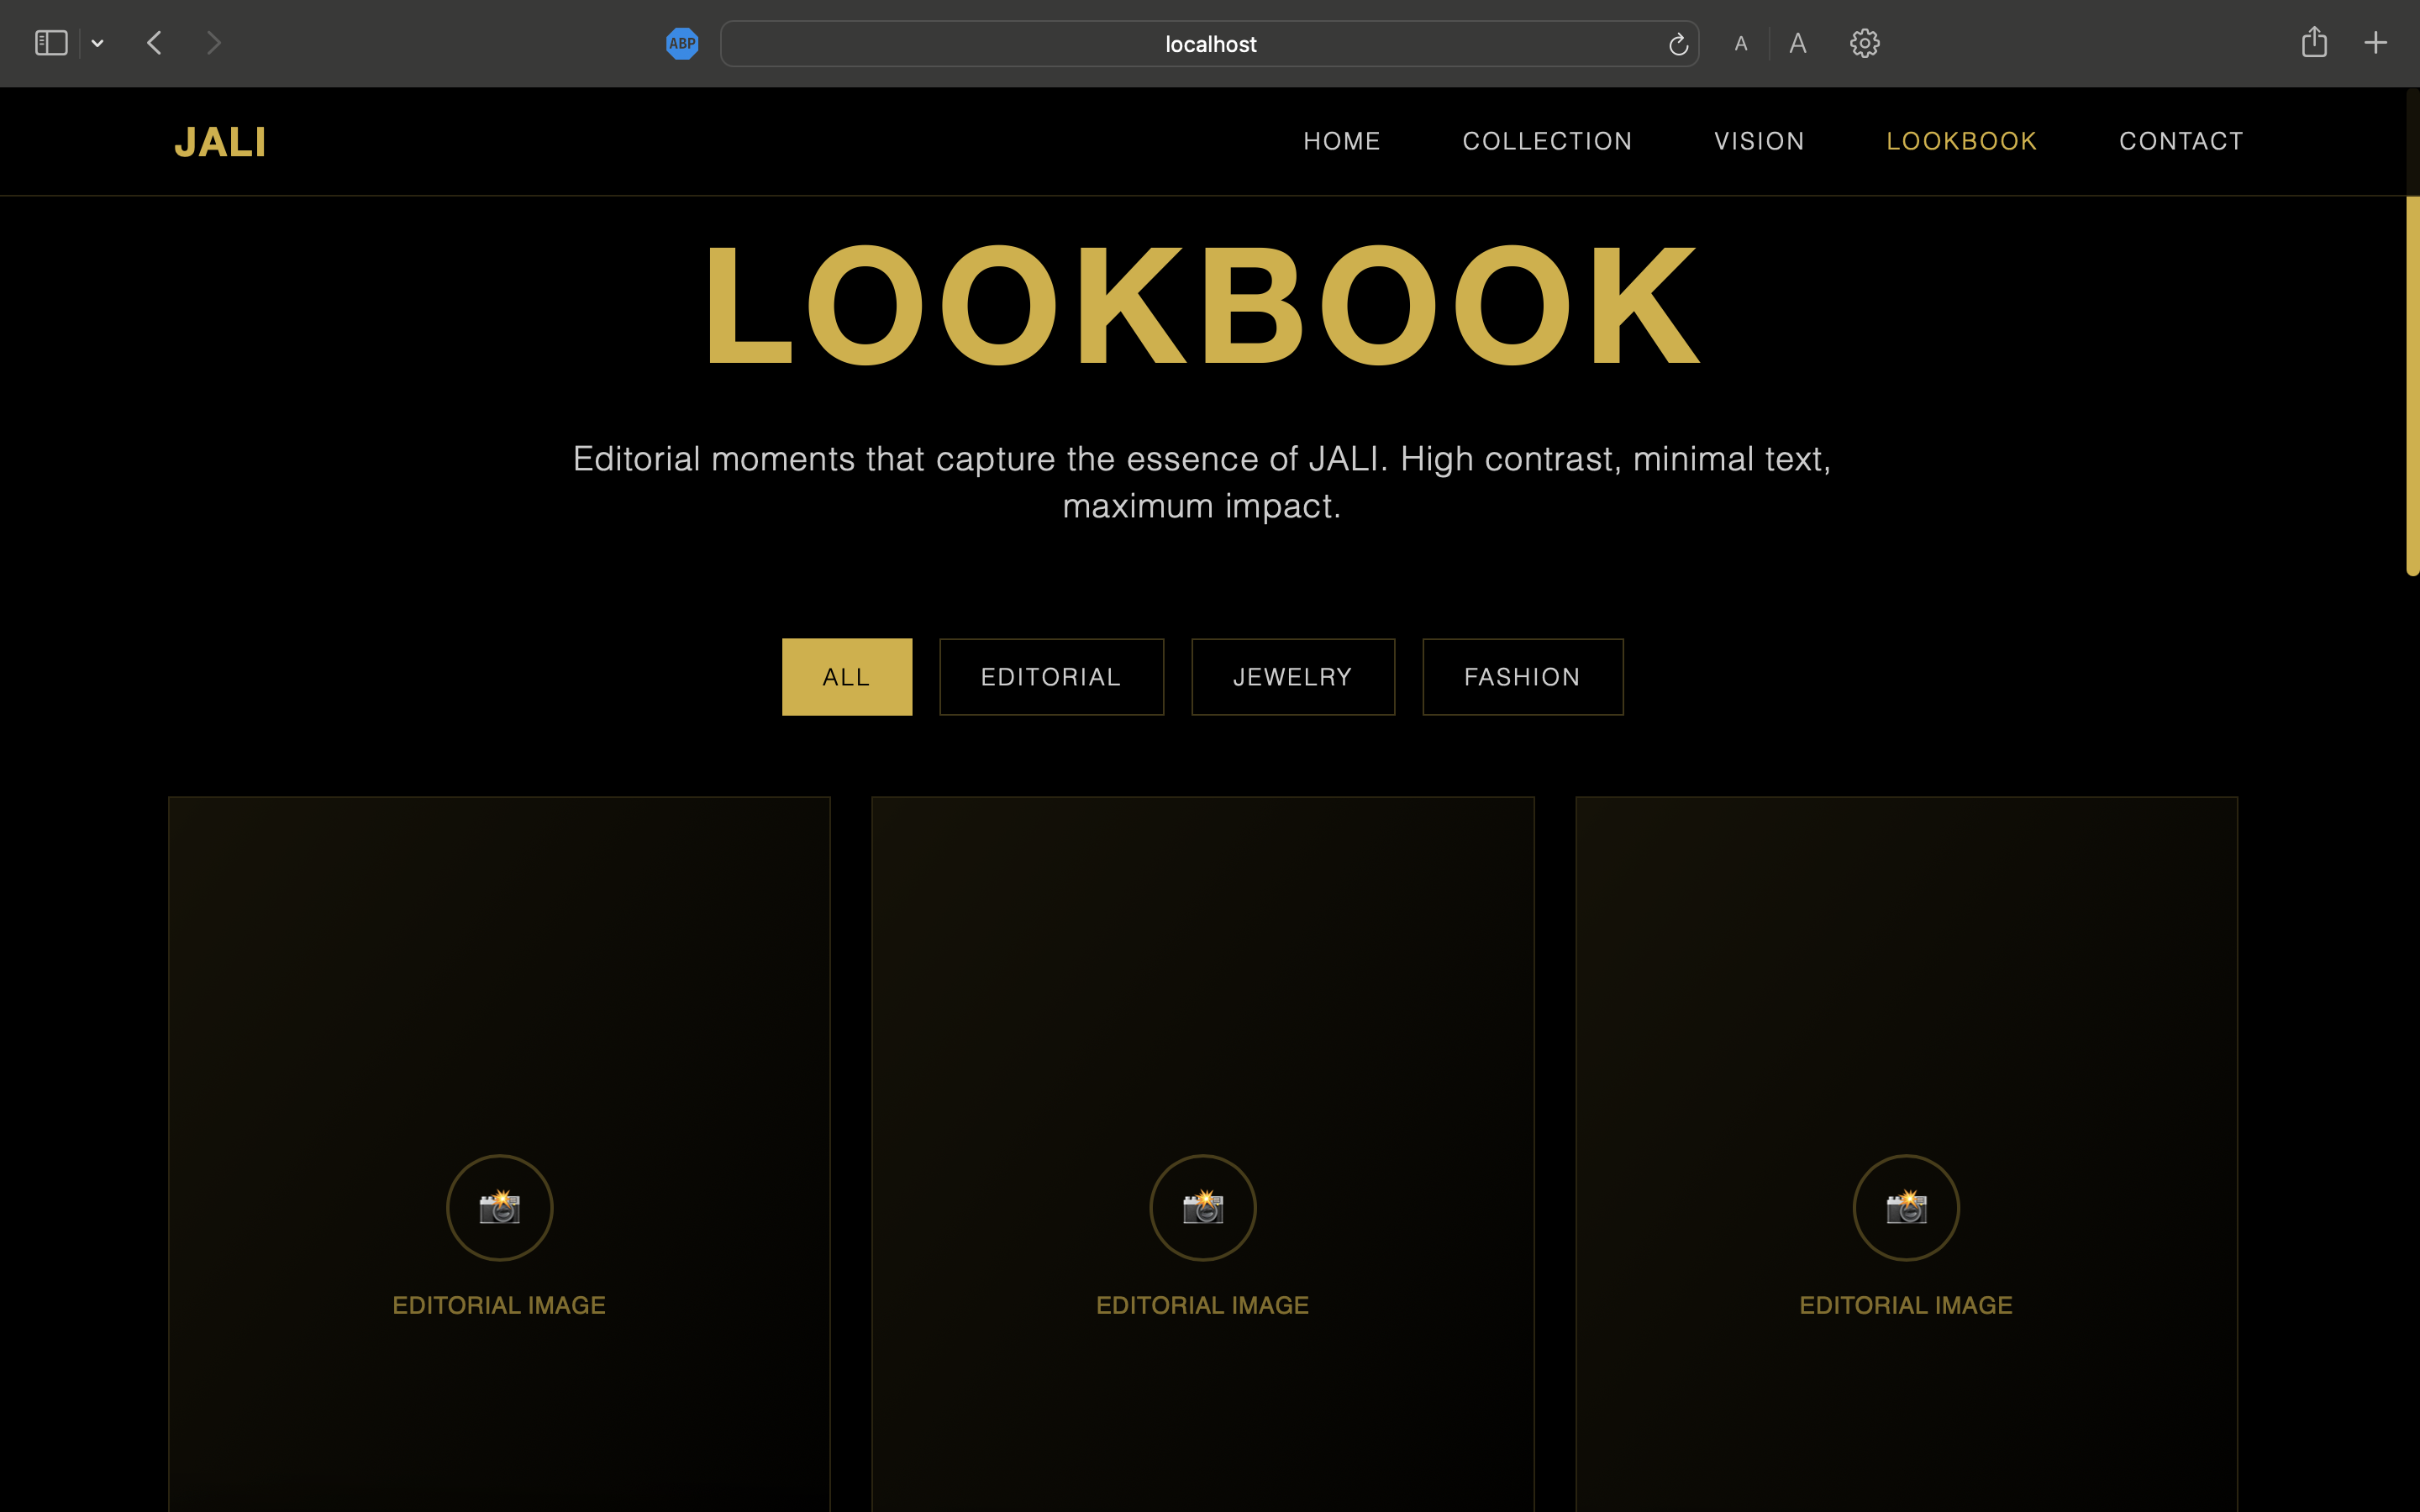 ABP
localhost
A
A
JALI
HOME COLLECTION VISION LOOKBOOK CONTACT
LOOKBOOK
Editorial moments that capture the essence of JALI. High contrast, minimal text,
maximum impact.
ALL EDITORIAL JEWELRY FASHION
EDITORIAL IMAGE
EDITORIAL IMAGE
EDITORIAL IMAGE